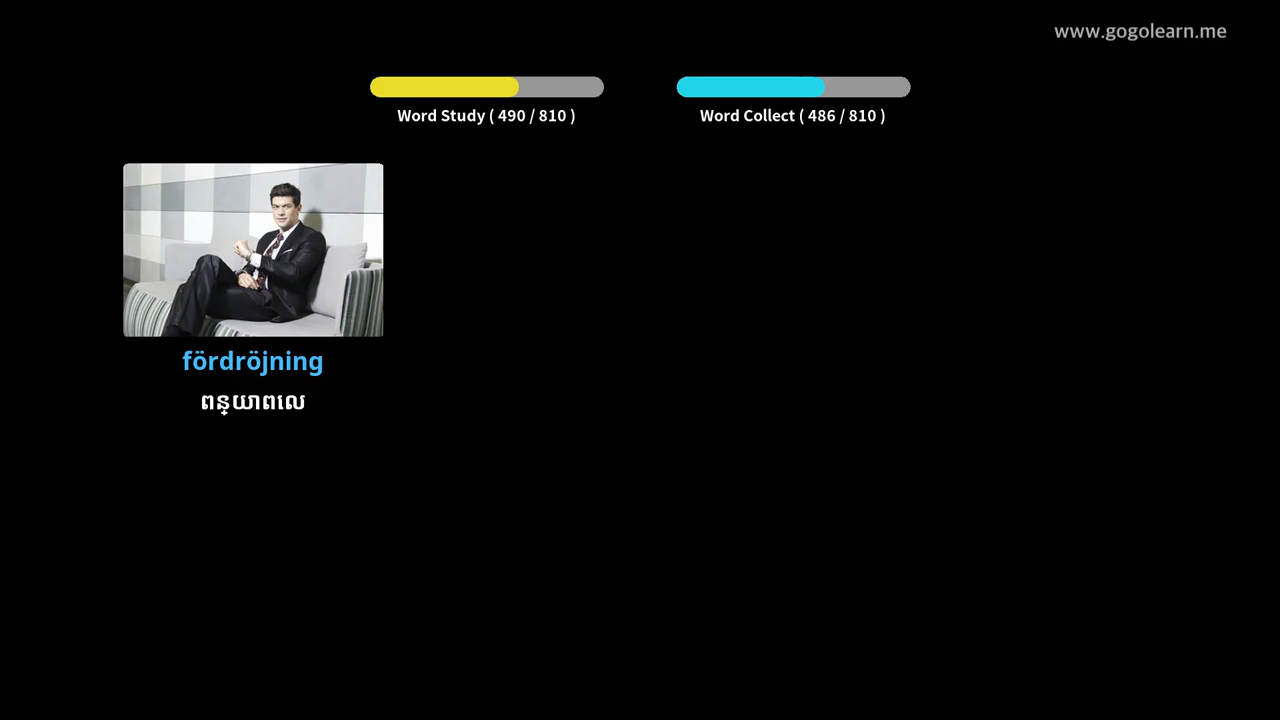 www.gogolearn.me
Word Study ( 490 / 810 )
Word Collect ( 486 / 810 )
fördröjning
ពន្យាពលេ